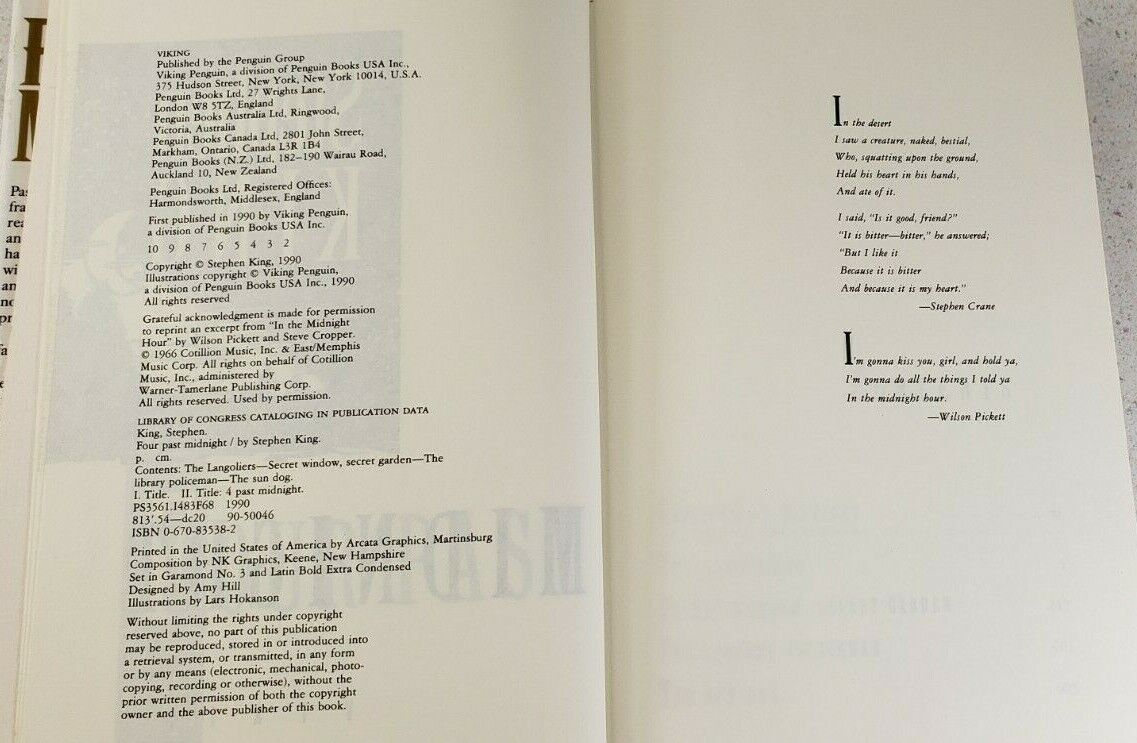 VIKING
Published by the Penguin Group
Viking Penguin, a division of Penguin Books USA Inc.,
375 Hudson Street, New York, New York 10014, U.S.A.
Penguin Books Ltd, 27 Wrights Lane,
London W8 5TZ, England
Penguin Books Australia Ltd, Ringwood,
Victoria, Australia
Penguin Books Canada Ltd, 2801 John Street,
Markham, Ontario, Canada L3R 1B4
Penguin Books (N.Z.) Ltd, 182–190 Wairau Road,
Auckland 10, New Zealand
Penguin Books Ltd, Registered Offices:
Harmondsworth, Middlesex, England
First published in 1990 by Viking Penguin,
a division of Penguin Books USA Inc.
10 9 8 7 6 5 4 3 2
Copyright © Stephen King, 1990
Illustrations copyright © Viking Penguin,
a division of Penguin Books USA Inc., 1990
All rights reserved
Grateful acknowledgment is made for permission
to reprint an excerpt from "In the Midnight
Hour" by Wilson Pickett and Steve Cropper.
© 1966 Cotillion Music, Inc. & East/Memphis
Music Corp. All rights on behalf of Cotillion
Music, Inc., administered by
Warner-Tamerlane Publishing Corp.
All rights reserved. Used by permission.
LIBRARY OF CONGRESS CATALOGING IN PUBLICATION DATA
King, Stephen.
Four past midnight / by Stephen King.
p. cm.
Contents: The Langoliers—Secret window, secret garden—The
library policeman—The sun dog.
I. Title. II. Title: 4 past midnight.
PS3561.I483F68 1990
813'.54—dc20 90-50046
ISBN 0-670-83538-2
Printed in the United States of America by Arcata Graphics, Martinsburg
Composition by NK Graphics, Keene, New Hampshire
Set in Garamond No. 3 and Latin Bold Extra Condensed
Designed by Amy Hill
Illustrations by Lars Hokanson
Without limiting the rights under copyright
reserved above, no part of this publication
may be reproduced, stored in or introduced into
a retrieval system, or transmitted, in any form
or by any means (electronic, mechanical, photo-
copying, recording or otherwise), without the
prior written permission of both the copyright
owner and the above publisher of this book.
In the desert
I saw a creature, naked, bestial,
Who, squatting upon the ground,
Held his heart in his hands,
And ate of it.
I said, "Is it good, friend?"
"It is bitter—bitter," he answered;
"But I like it
Because it is bitter
And because it is my heart."
—Stephen Crane
I'm gonna kiss you, girl, and hold ya,
I'm gonna do all the things I told ya
In the midnight hour.
—Wilson Pickett